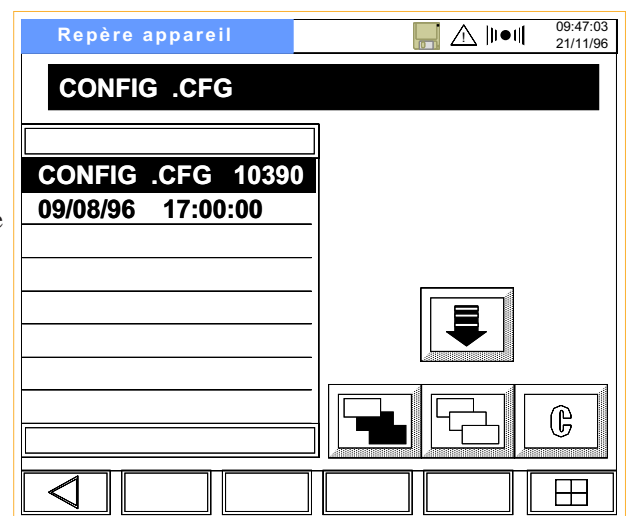 Repère appareil
09:47:03
21/11/96
CONFIG .CFG
CONFIG .CFG 10390
09/08/96 17:00:00
e
C